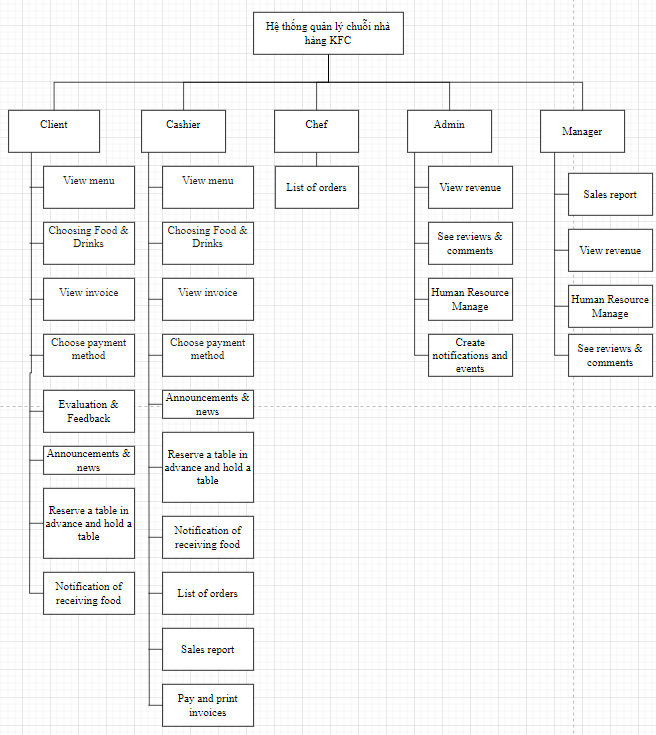 Hệ thống quản lý chuỗi nhà
hàng KFC
Client
Cashier
Chef
Admin
Manager
View menu
Choosing Food &
Drinks
View invoice
Choose payment
method
Evaluation &
Feedback
Announcements &
news
Reserve a table in
advance and hold a
table
Notification of
receiving food
View menu
Choosing Food &
Drinks
View invoice
Choose payment
method
Announcements &
news
Reserve a table in
advance and hold a
table
Notification of
receiving food
List of orders
Sales report
Pay and print
invoices
List of orders
View revenue
See reviews &
comments
Human Resource
Manage
Create
notifications and
events
Sales report
View revenue
Human Resource
Manage
See reviews &
comments